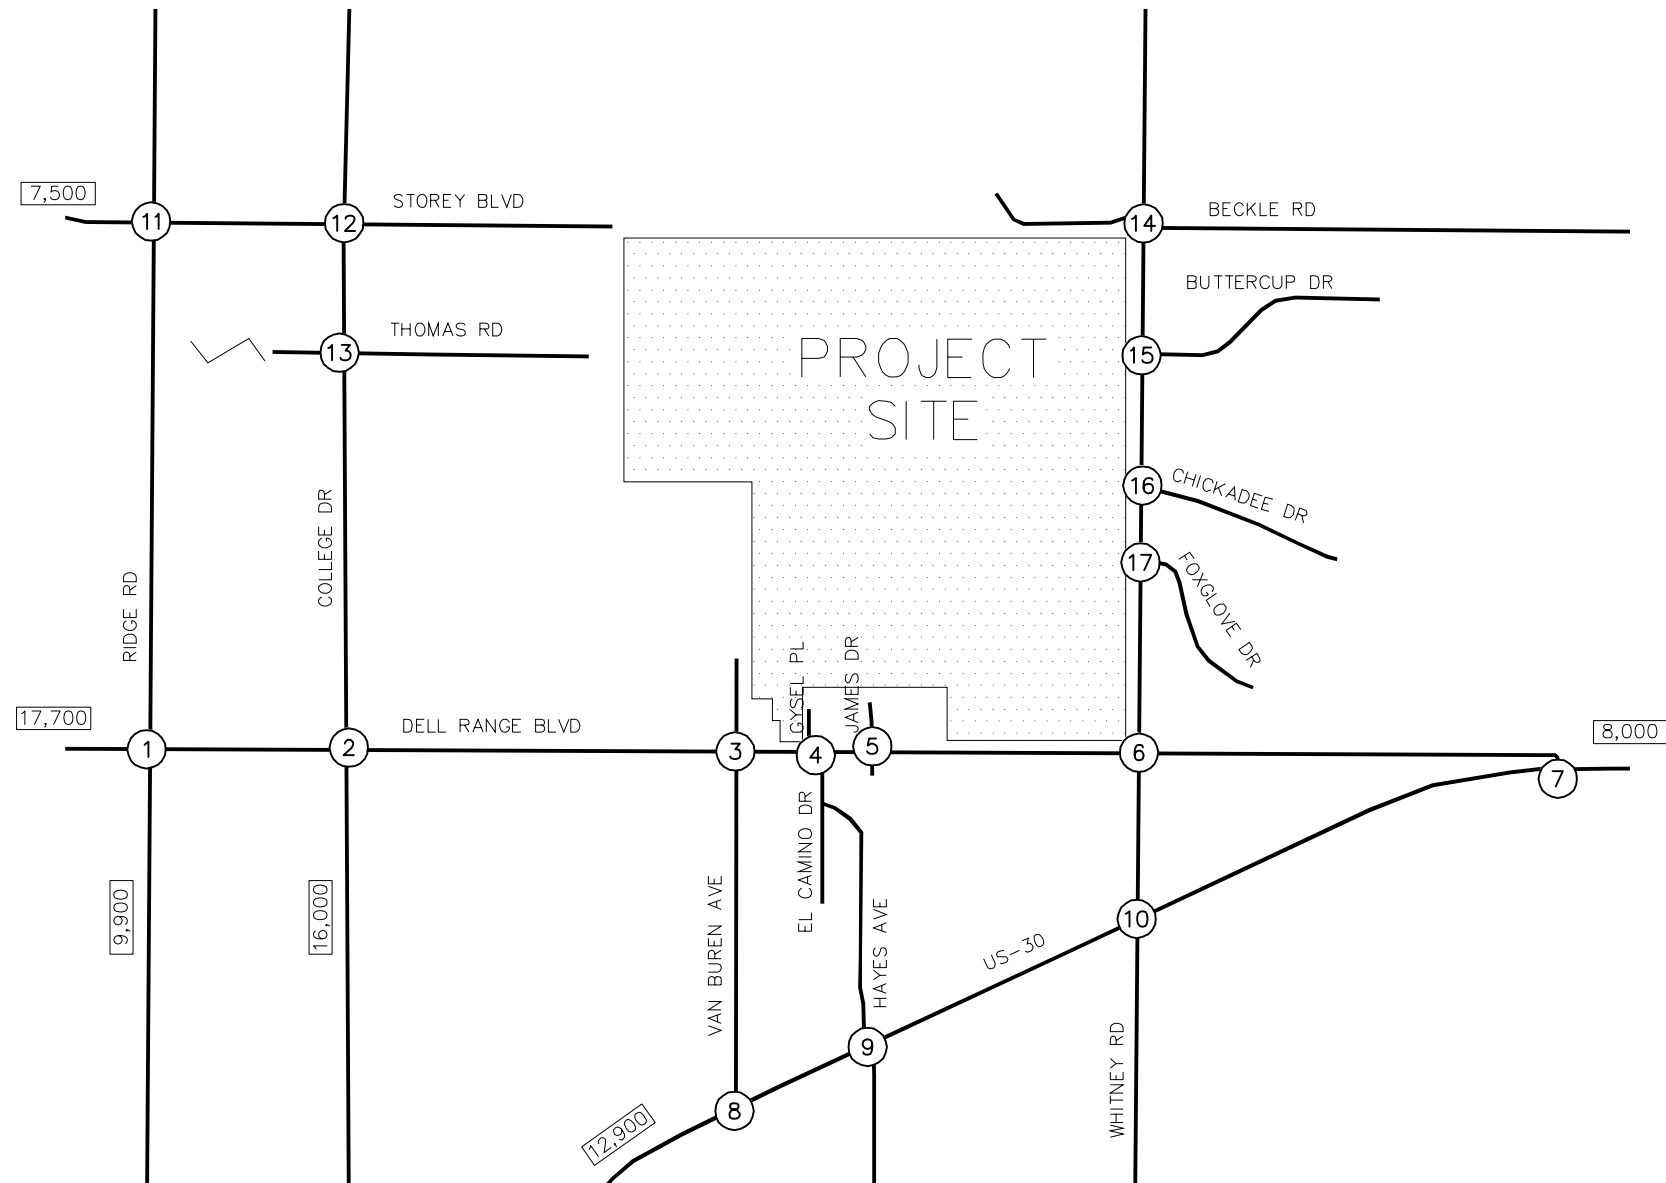 7,500
STOREY BLVD
BECKLE RD
11
12
14
BUTTERCUP DR
THOMAS RD
13
15
PROJECT
SITE
CHICKADEE DR
16
COLLEGE DR
17
FOXGLOVE DR
RIDGE RD
GYSEL PL
JAMES DR
17,700
DELL RANGE BLVD
8,000
1
2
3
4
5
6
7
EL CAMINO DR
9,900
16,000
VAN BUREN AVE
HAYES AVE
10
US-30
WHITNEY RD
9
8
12,900